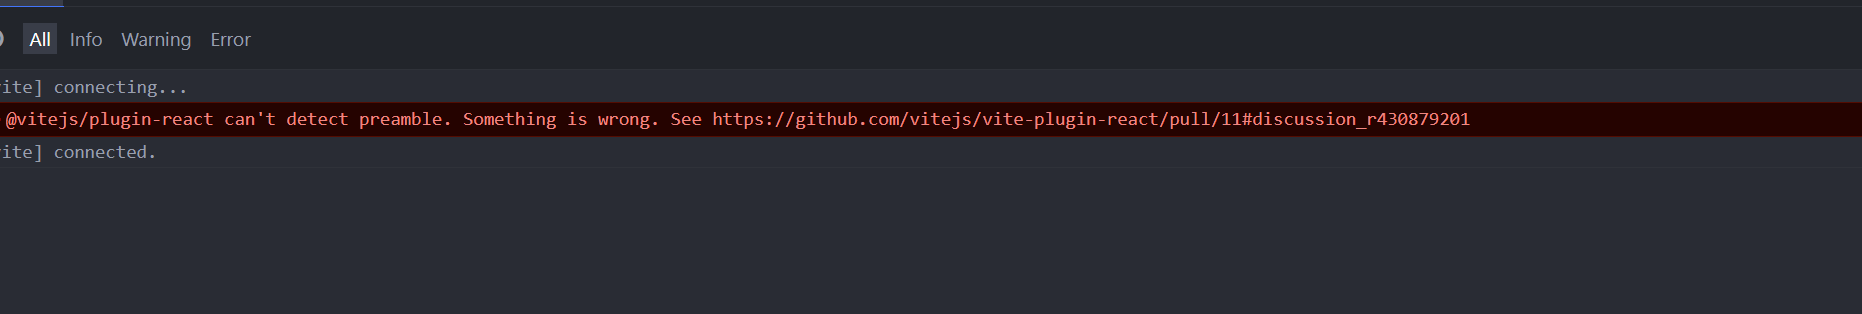 All Info Warning Error
ite] connecting...
@vitejs/plugin-react can't detect preamble. Something is wrong. See https://github.com/vitejs/vite-plugin-react/pull/11#discussion_r430879201
ite] connected.